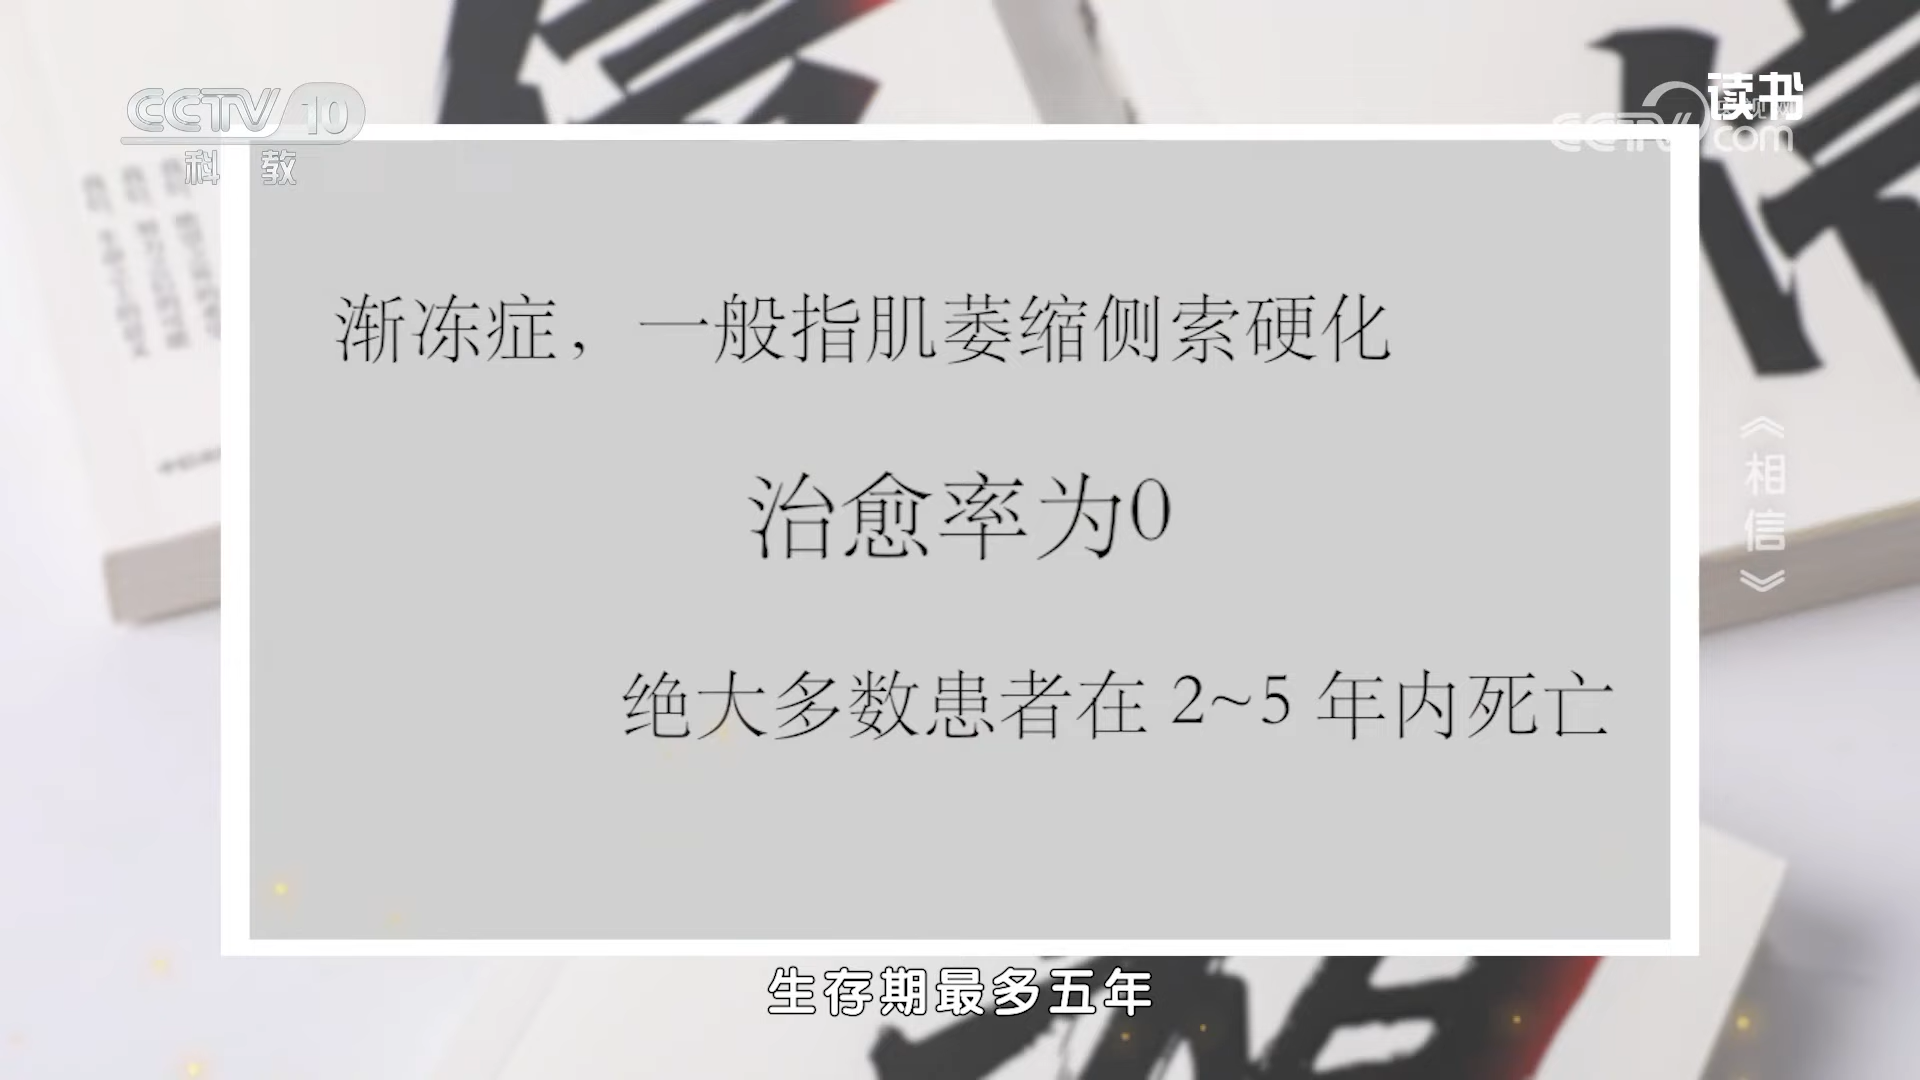 CCTV 10
科 教
读书
CCTV
com
渐冻症，一般指肌萎缩侧索硬化
治愈率为0
绝大多数患者在 2~5 年内死亡
《相信》
生存期最多五年